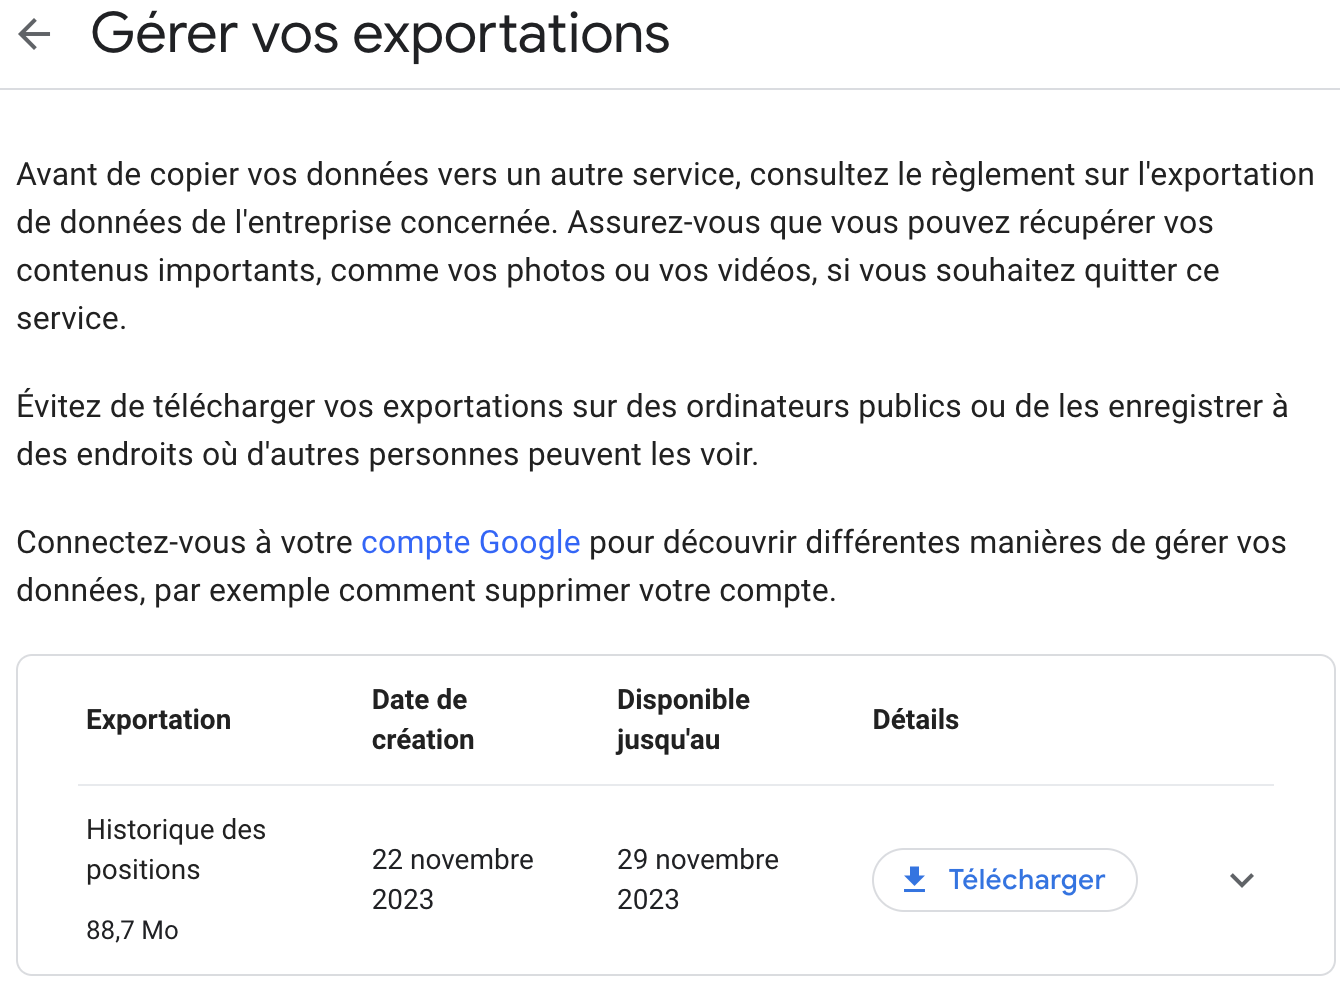 Gérer vos exportations
Avant de copier vos données vers un autre service, consultez le règlement sur l'exportation
de données de l'entreprise concernée. Assurez-vous que vous pouvez récupérer vos
contenus importants, comme vos photos ou vos vidéos, si vous souhaitez quitter ce
service.
Évitez de télécharger vos exportations sur des ordinateurs publics ou de les enregistrer à
des endroits où d'autres personnes peuvent les voir.
Connectez-vous à votre compte Google pour découvrir différentes manières de gérer vos
données, par exemple comment supprimer votre compte.
Exportation
Date de
création
Disponible
jusqu'au
Détails
Historique des
positions
88,7 Mo
22 novembre
2023
29 novembre
2023
Télécharger